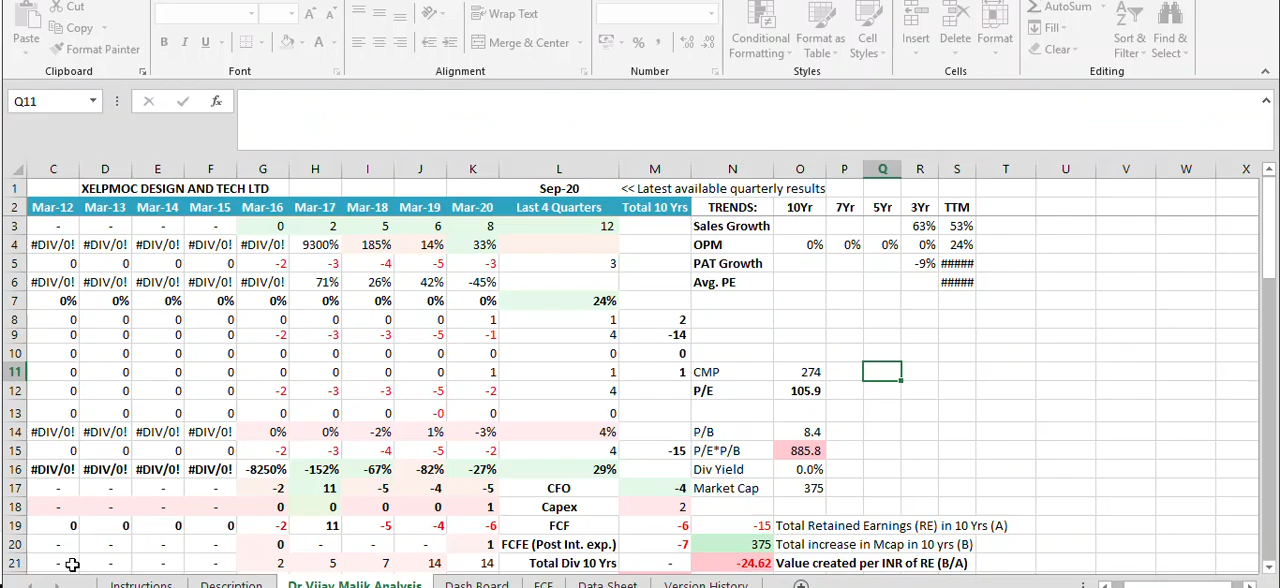 Cut AutoSum
Paste Copy Wrap Text Fill
Format Painter B I U Merge & Center % Conditional Format as Cell Insert Delete Format Clear Sort & Find &
Formatting Table Styles Filter Select
Clipboard Font Alignment Number Styles Cells Editing
Q11 fx
C D E F G H I J K L M N O P Q R S T U V W X
1 XELPMOC DESIGN AND TECH LTD Sep-20 << Latest available quarterly results
2 Mar-12 Mar-13 Mar-14 Mar-15 Mar-16 Mar-17 Mar-18 Mar-19 Mar-20 Last 4 Quarters Total 10 Yrs TRENDS: 10Yr 7Yr 5Yr 3Yr TTM
3 - - - - 0 2 5 6 8 12 Sales Growth 63% 53%
4 #DIV/0! #DIV/0! #DIV/0! #DIV/0! #DIV/0! 9300% 185% 14% 33% OPM 0% 0% 0% 0% 24%
5 0 0 0 0 -2 -3 -4 -5 -3 3 PAT Growth -9% #####
6 #DIV/0! #DIV/0! #DIV/0! #DIV/0! #DIV/0! 71% 26% 42% -45% Avg. PE #####
7 0% 0% 0% 0% 0% 0% 0% 0% 0% 24%
8 0 0 0 0 0 0 0 0 1 1 2
9 0 0 0 0 -2 -3 -3 -5 -1 4 -14
10 0 0 0 0 0 0 0 0 0 0 0
11 0 0 0 0 0 0 0 0 1 1 1 CMP 274
12 0 0 0 0 -2 -3 -3 -5 -2 4 P/E 105.9
13 0 0 0 0 0 0 0 -0 0 0
14 #DIV/0! #DIV/0! #DIV/0! #DIV/0! 0% 0% -2% 1% -3% 4% P/B 8.4
15 0 0 0 0 -2 -3 -4 -5 -2 4 -15 P/E*P/B 885.8
16 #DIV/0! #DIV/0! #DIV/0! #DIV/0! -8250% -152% -67% -82% -27% 29% Div Yield 0.0%
17 - - - - -2 11 -5 -4 -5 CFO -4 Market Cap 375
18 - - - - 0 0 0 0 1 Capex 2
19 0 0 0 0 -2 11 -5 -4 -6 FCF -6 -15 Total Retained Earnings (RE) in 10 Yrs (A)
20 - - - - 0 - - - 1 FCFE (Post Int. exp.) -7 375 Total increase in Mcap in 10 yrs (B)
21 - - - - 2 5 7 14 14 Total Div 10 Yrs - -24.62 Value created per INR of RE (B/A)
Instructions Description Dr Vijay Malik Analysis Dash Board FCF Data Sheet Version History